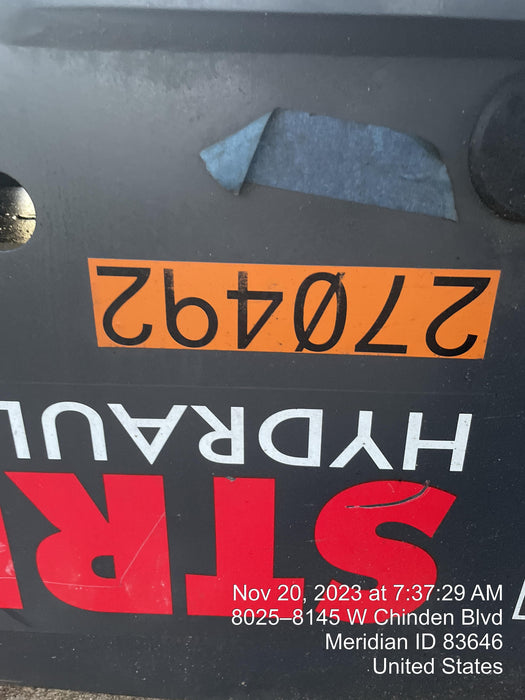 STR
HYDRAUL
270492
Nov 20, 2023 at 7:37:29 AM
8025–8145 W Chinden Blvd
Meridian ID 83646
United States